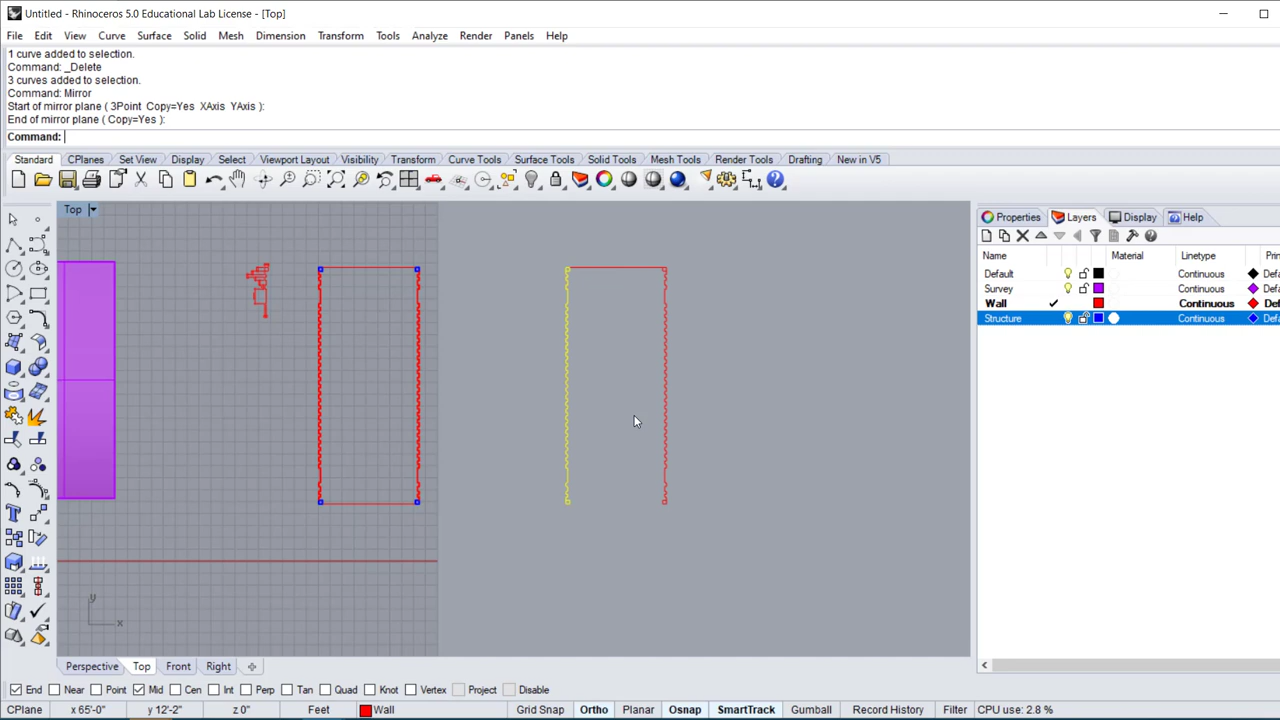 Untitled - Rhinoceros 5.0 Educational Lab License - [Top]
File Edit View Curve Surface Solid Mesh Dimension Transform Tools Analyze Render Panels Help
1 curve added to selection.
Command: _Delete
3 curves added to selection.
Command: Mirror
Start of mirror plane ( 3Point Copy=Yes XAxis YAxis ):
End of mirror plane ( Copy=Yes ):
Command:
Standard CPlanes Set View Display Select Viewport Layout Visibility Transform Curve Tools Surface Tools Solid Tools Mesh Tools Render Tools Drafting New in V5
Top
Properties Layers Display Help
Name Material Linetype Print
Default Continuous Defa
Survey Continuous Defa
Wall Continuous Def
Structure Continuous Defa
y
x
Perspective Top Front Right
End Near Point Mid Cen Int Perp Tan Quad Knot Vertex Project Disable
CPlane x 65'-0" y 12'-2" z 0" Feet Wall Grid Snap Ortho Planar Osnap SmartTrack Gumball Record History Filter CPU use: 2.8 %